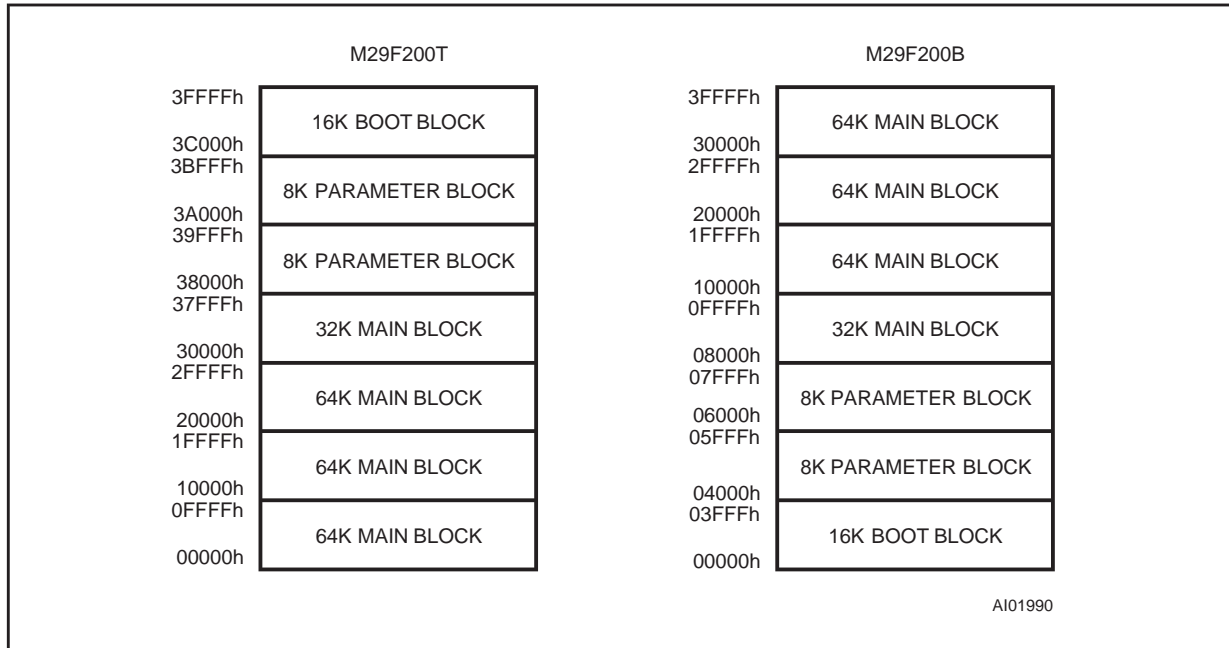 M29F200T
3FFFFh
16K BOOT BLOCK
3C000h
3BFFFh
8K PARAMETER BLOCK
3A000h
39FFFh
8K PARAMETER BLOCK
38000h
37FFFh
32K MAIN BLOCK
30000h
2FFFFh
64K MAIN BLOCK
20000h
1FFFFh
64K MAIN BLOCK
10000h
0FFFFh
64K MAIN BLOCK
00000h
M29F200B
3FFFFh
64K MAIN BLOCK
30000h
2FFFFh
64K MAIN BLOCK
20000h
1FFFFh
64K MAIN BLOCK
10000h
0FFFFh
32K MAIN BLOCK
08000h
07FFFh
8K PARAMETER BLOCK
06000h
05FFFh
8K PARAMETER BLOCK
04000h
03FFFh
16K BOOT BLOCK
00000h
AI01990